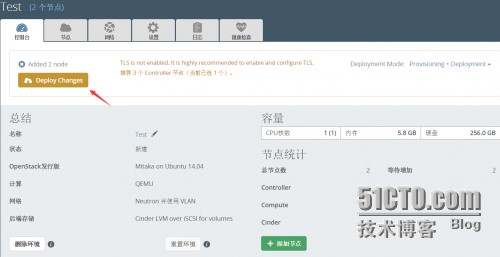 Test (2 个节点)
控制台
节点
网络
设置
日志
健康检查
Added 2 node
Deploy Changes
TLS is not enabled. It is highly recommended to enable and configure TLS.
推荐 3 个 Controller 节点 (当前已选 1 个) 。
Deployment Mode: Provisioning + Deployment
总结
名称 Test
状态 新建
OpenStack发行版 Mitaka on Ubuntu 14.04
计算 QEMU
网络 Neutron 并使用 VLAN
后端存储 Cinder LVM over iSCSI for volumes
删除环境
重置环境
容量
CPU核数 1 (1) 内存 5.8 GB 硬盘 256.0 GB
节点统计
总节点数 2 等待增加 2
Controller
Compute
Cinder
添加节点
51CTO.com
技术博客 Blog